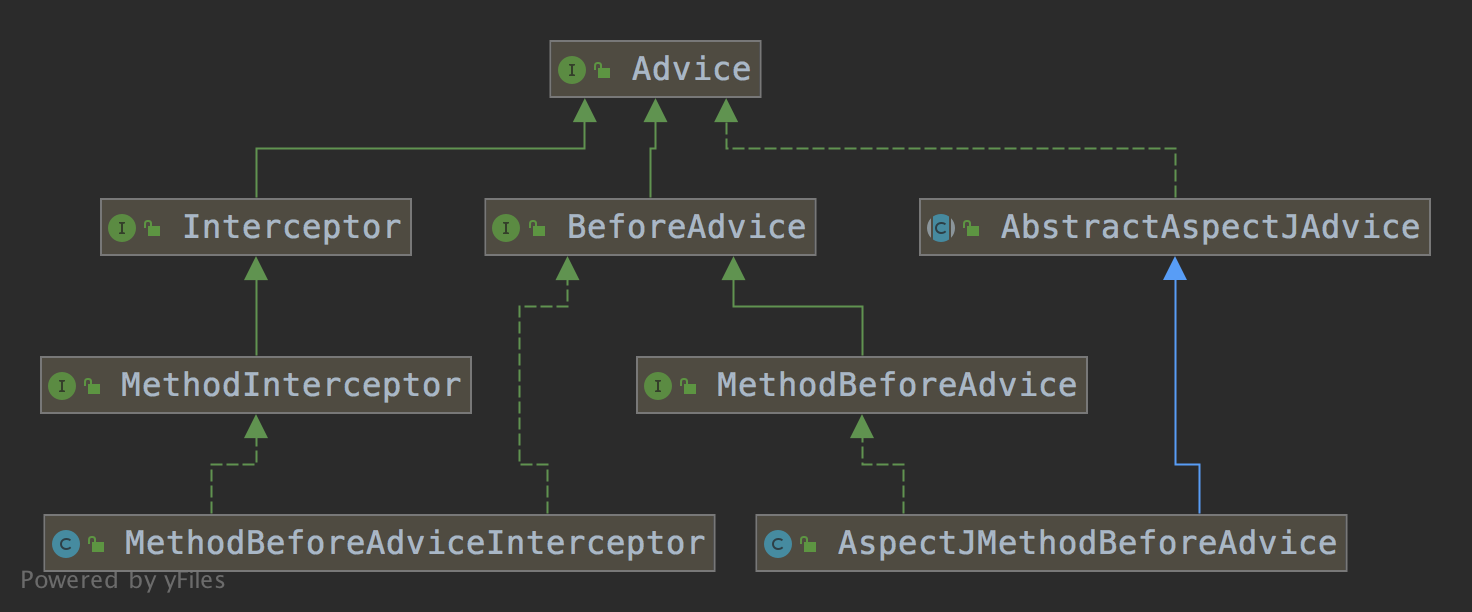 Advice
Interceptor
BeforeAdvice
AbstractAspectJAdvice
MethodInterceptor
MethodBeforeAdvice
MethodBeforeAdviceInterceptor
AspectJMethodBeforeAdvice
Powered by yFiles